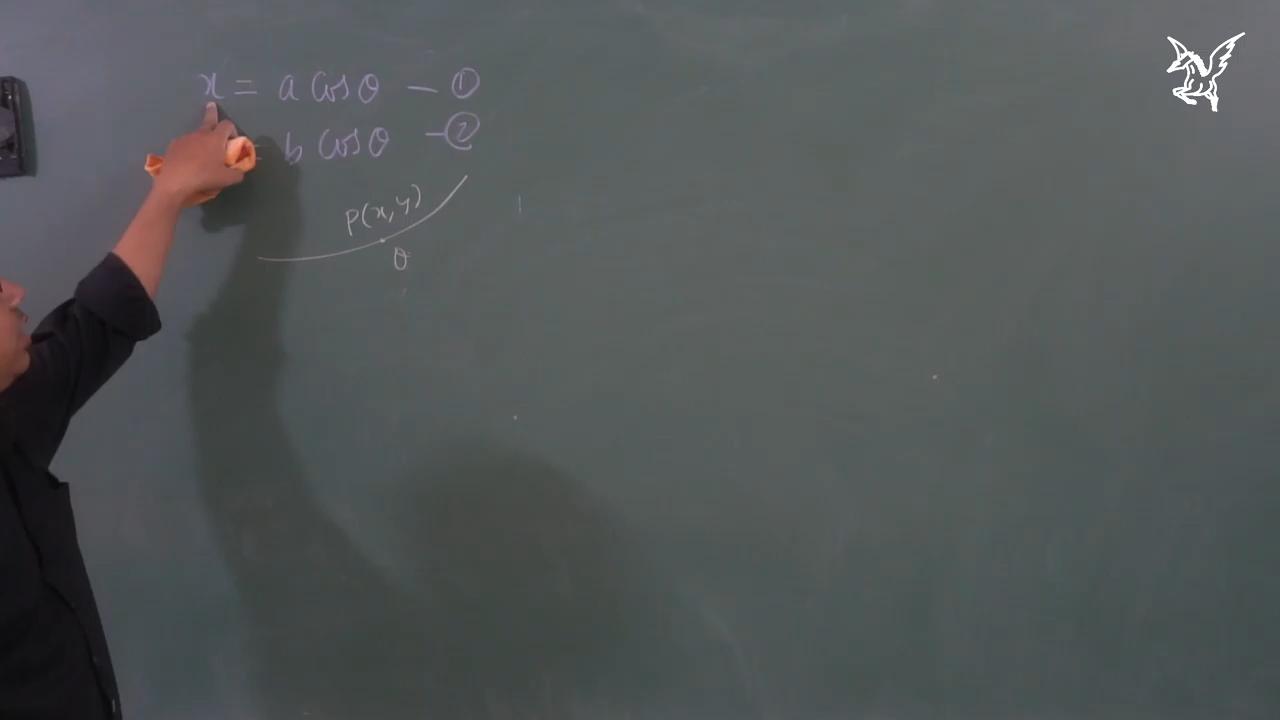 x = a cos θ — ①
= b cos θ — ②
P(x, y)
θ